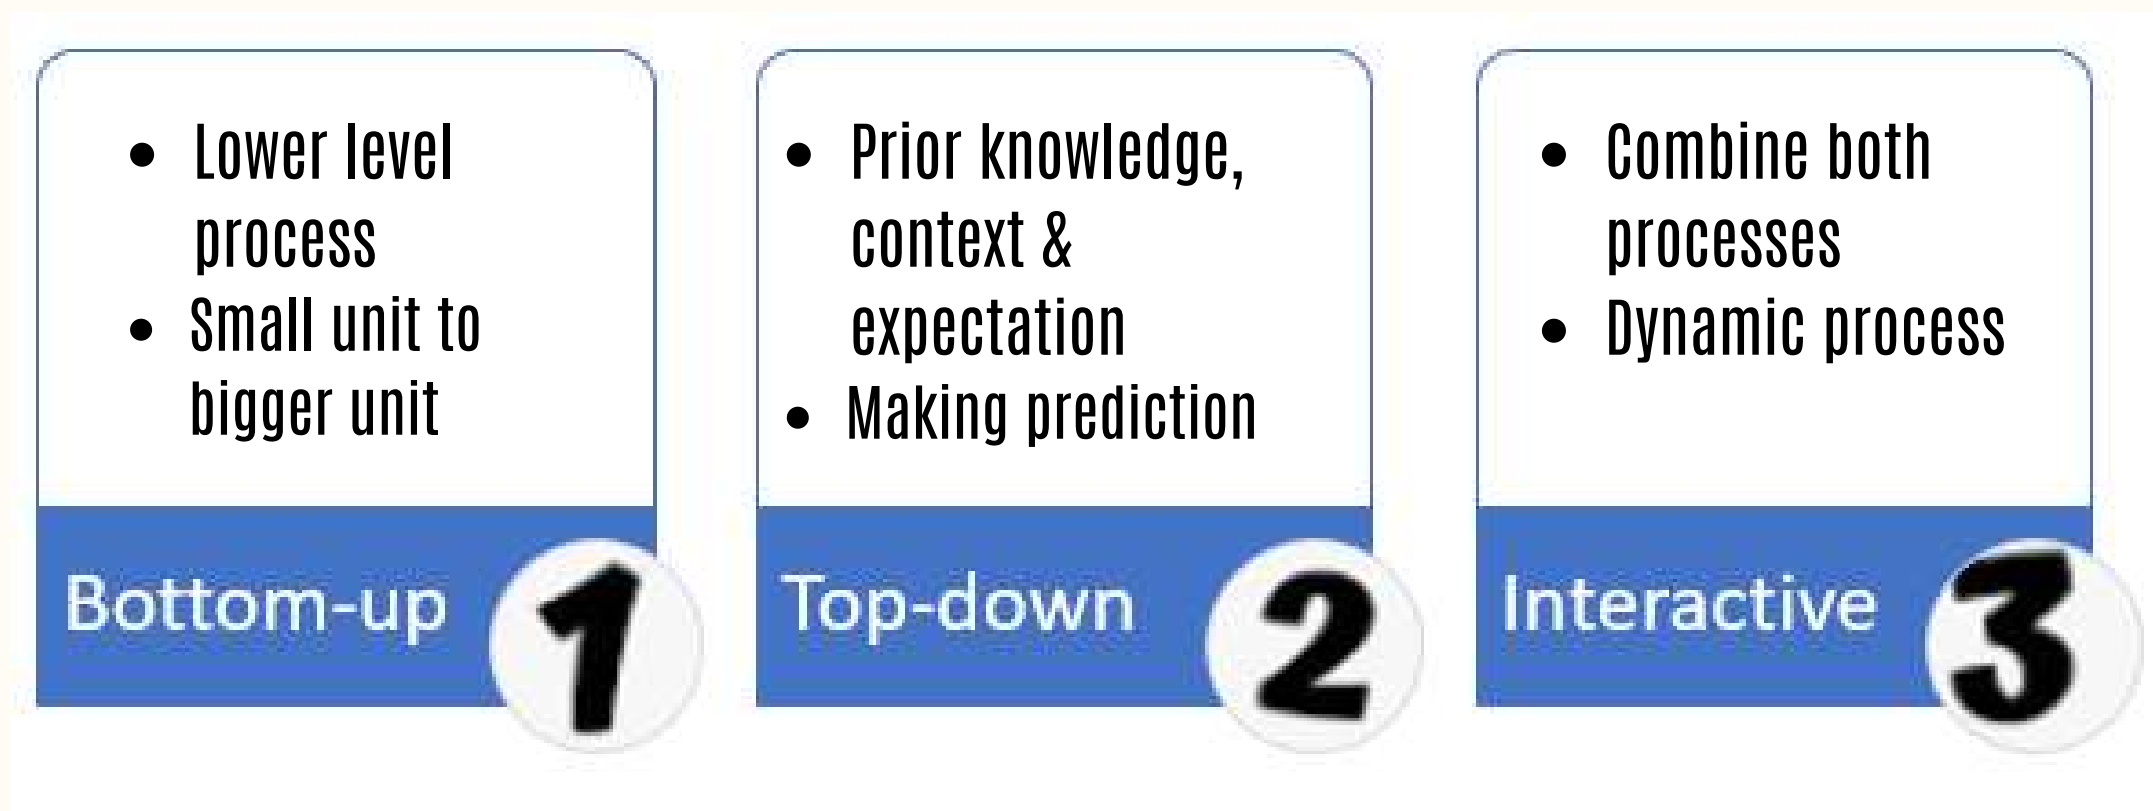 • Lower level
process
• Small unit to
bigger unit
Bottom-up
1
• Prior knowledge,
context &
expectation
• Making prediction
Top-down
2
• Combine both
processes
• Dynamic process
Interactive
3